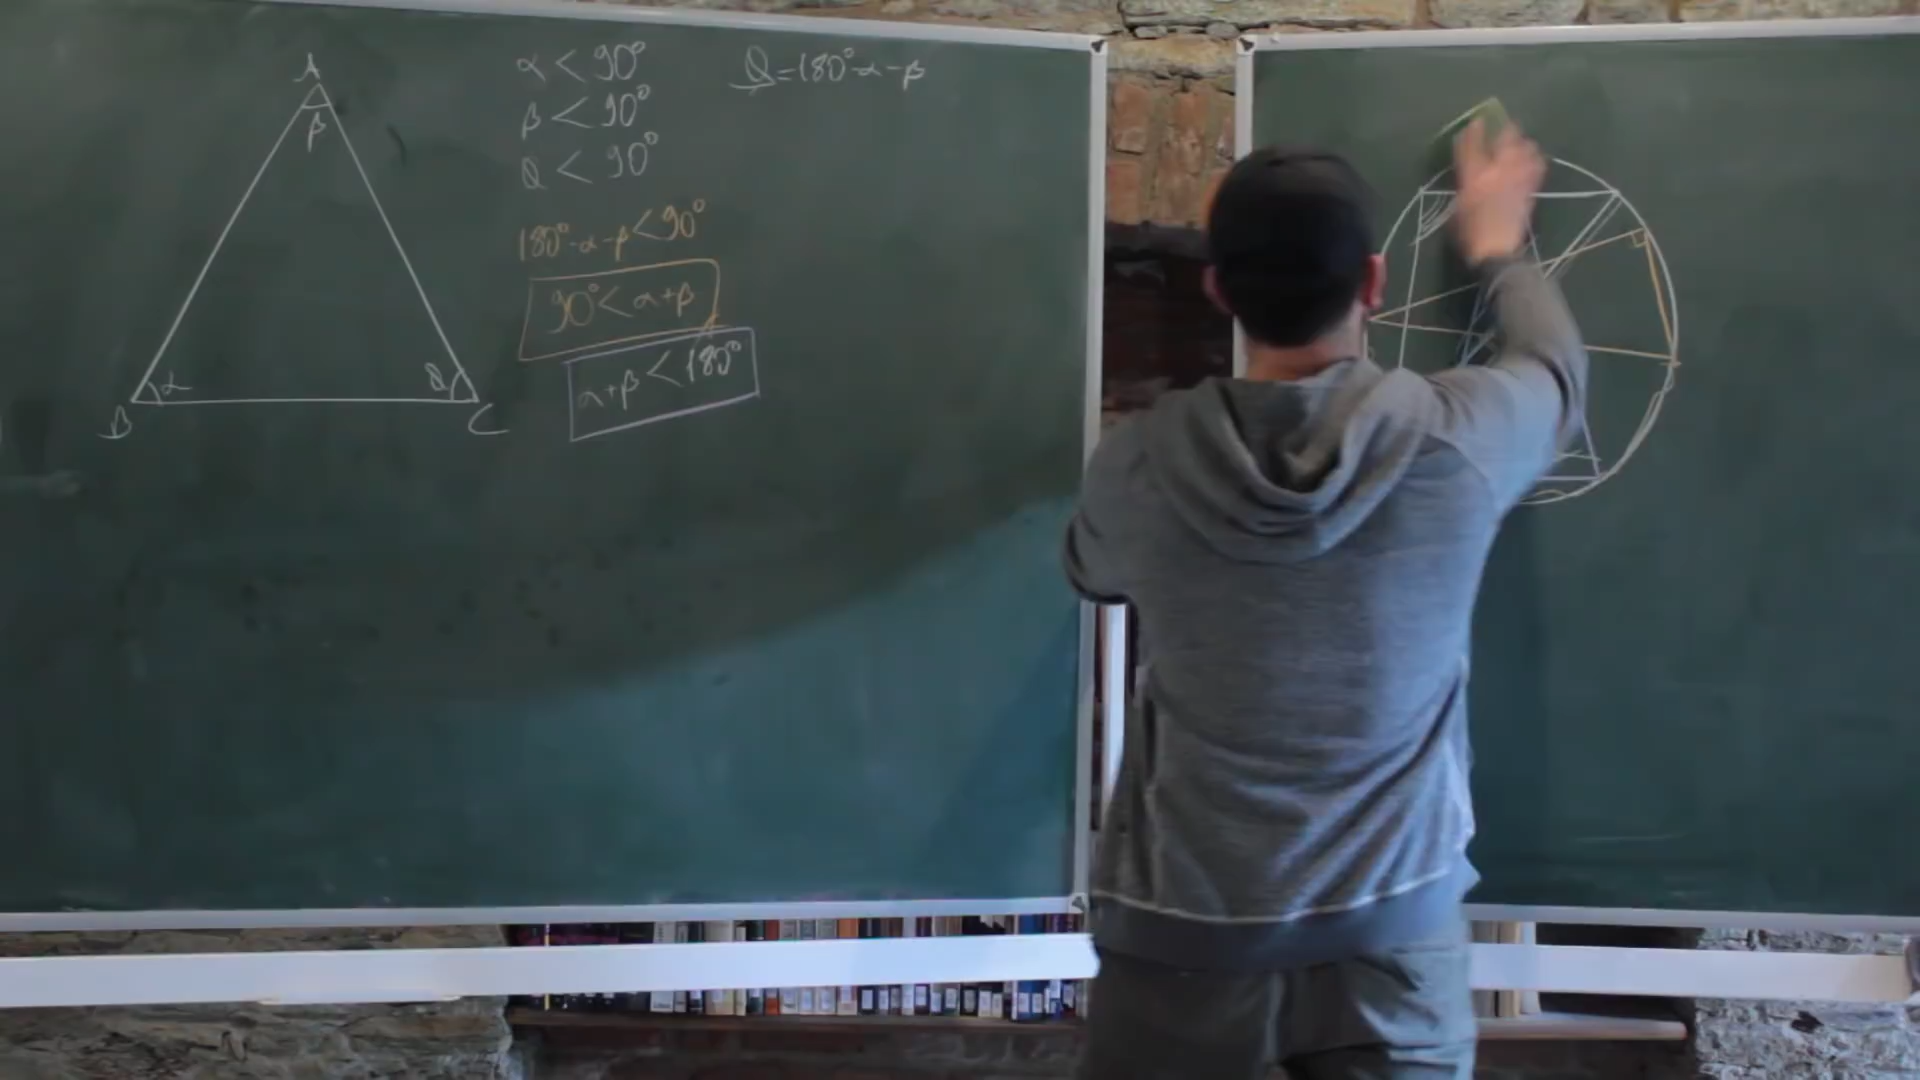 A
β
α
θ
B
C
α < 90°
β < 90°
θ < 90°
180° - α - β < 90°
90° < α + β
α + β < 180°
θ = 180° - α - β